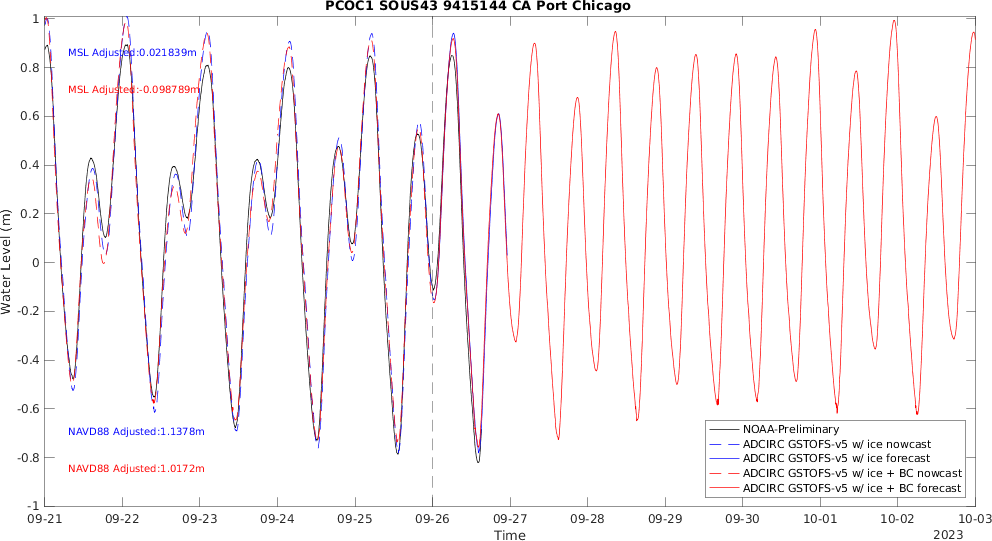 PCOC1 SOUS43 9415144 CA Port Chicago
1
0.8
0.6
0.4
0.2
0
-0.2
-0.4
-0.6
-0.8
-1
Water Level (m)
MSL Adjusted:0.021839m
MSL Adjusted:-0.098789m
NAVD88 Adjusted:1.1378m
NAVD88 Adjusted:1.0172m
NOAA-Preliminary
ADCIRC GSTOFS-v5 w/ ice nowcast
ADCIRC GSTOFS-v5 w/ ice forecast
ADCIRC GSTOFS-v5 w/ ice + BC nowcast
ADCIRC GSTOFS-v5 w/ ice + BC forecast
09-21 09-22 09-23 09-24 09-25 09-26 09-27 09-28 09-29 09-30 10-01 10-02 10-03
Time
2023